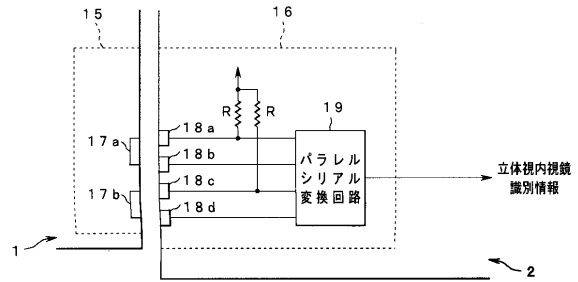 15
16
19
R
R
18a
17a
18b
18c
17b
18d
パラレル
シリアル
変換回路
立体視内視鏡
識別情報
1
2